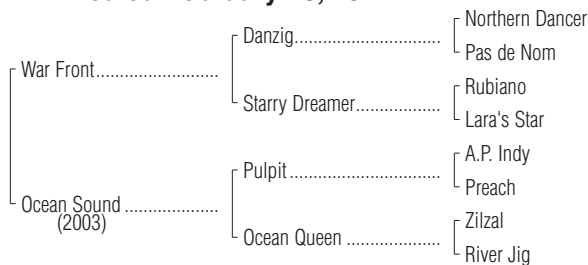 Northern Dancer
Danzig
Pas de Nom
War Front
Rubiano
Starry Dreamer
Lara's Star
A.P. Indy
Pulpit
Preach
Ocean Sound
(2003)
Zilzal
Ocean Queen
River Jig